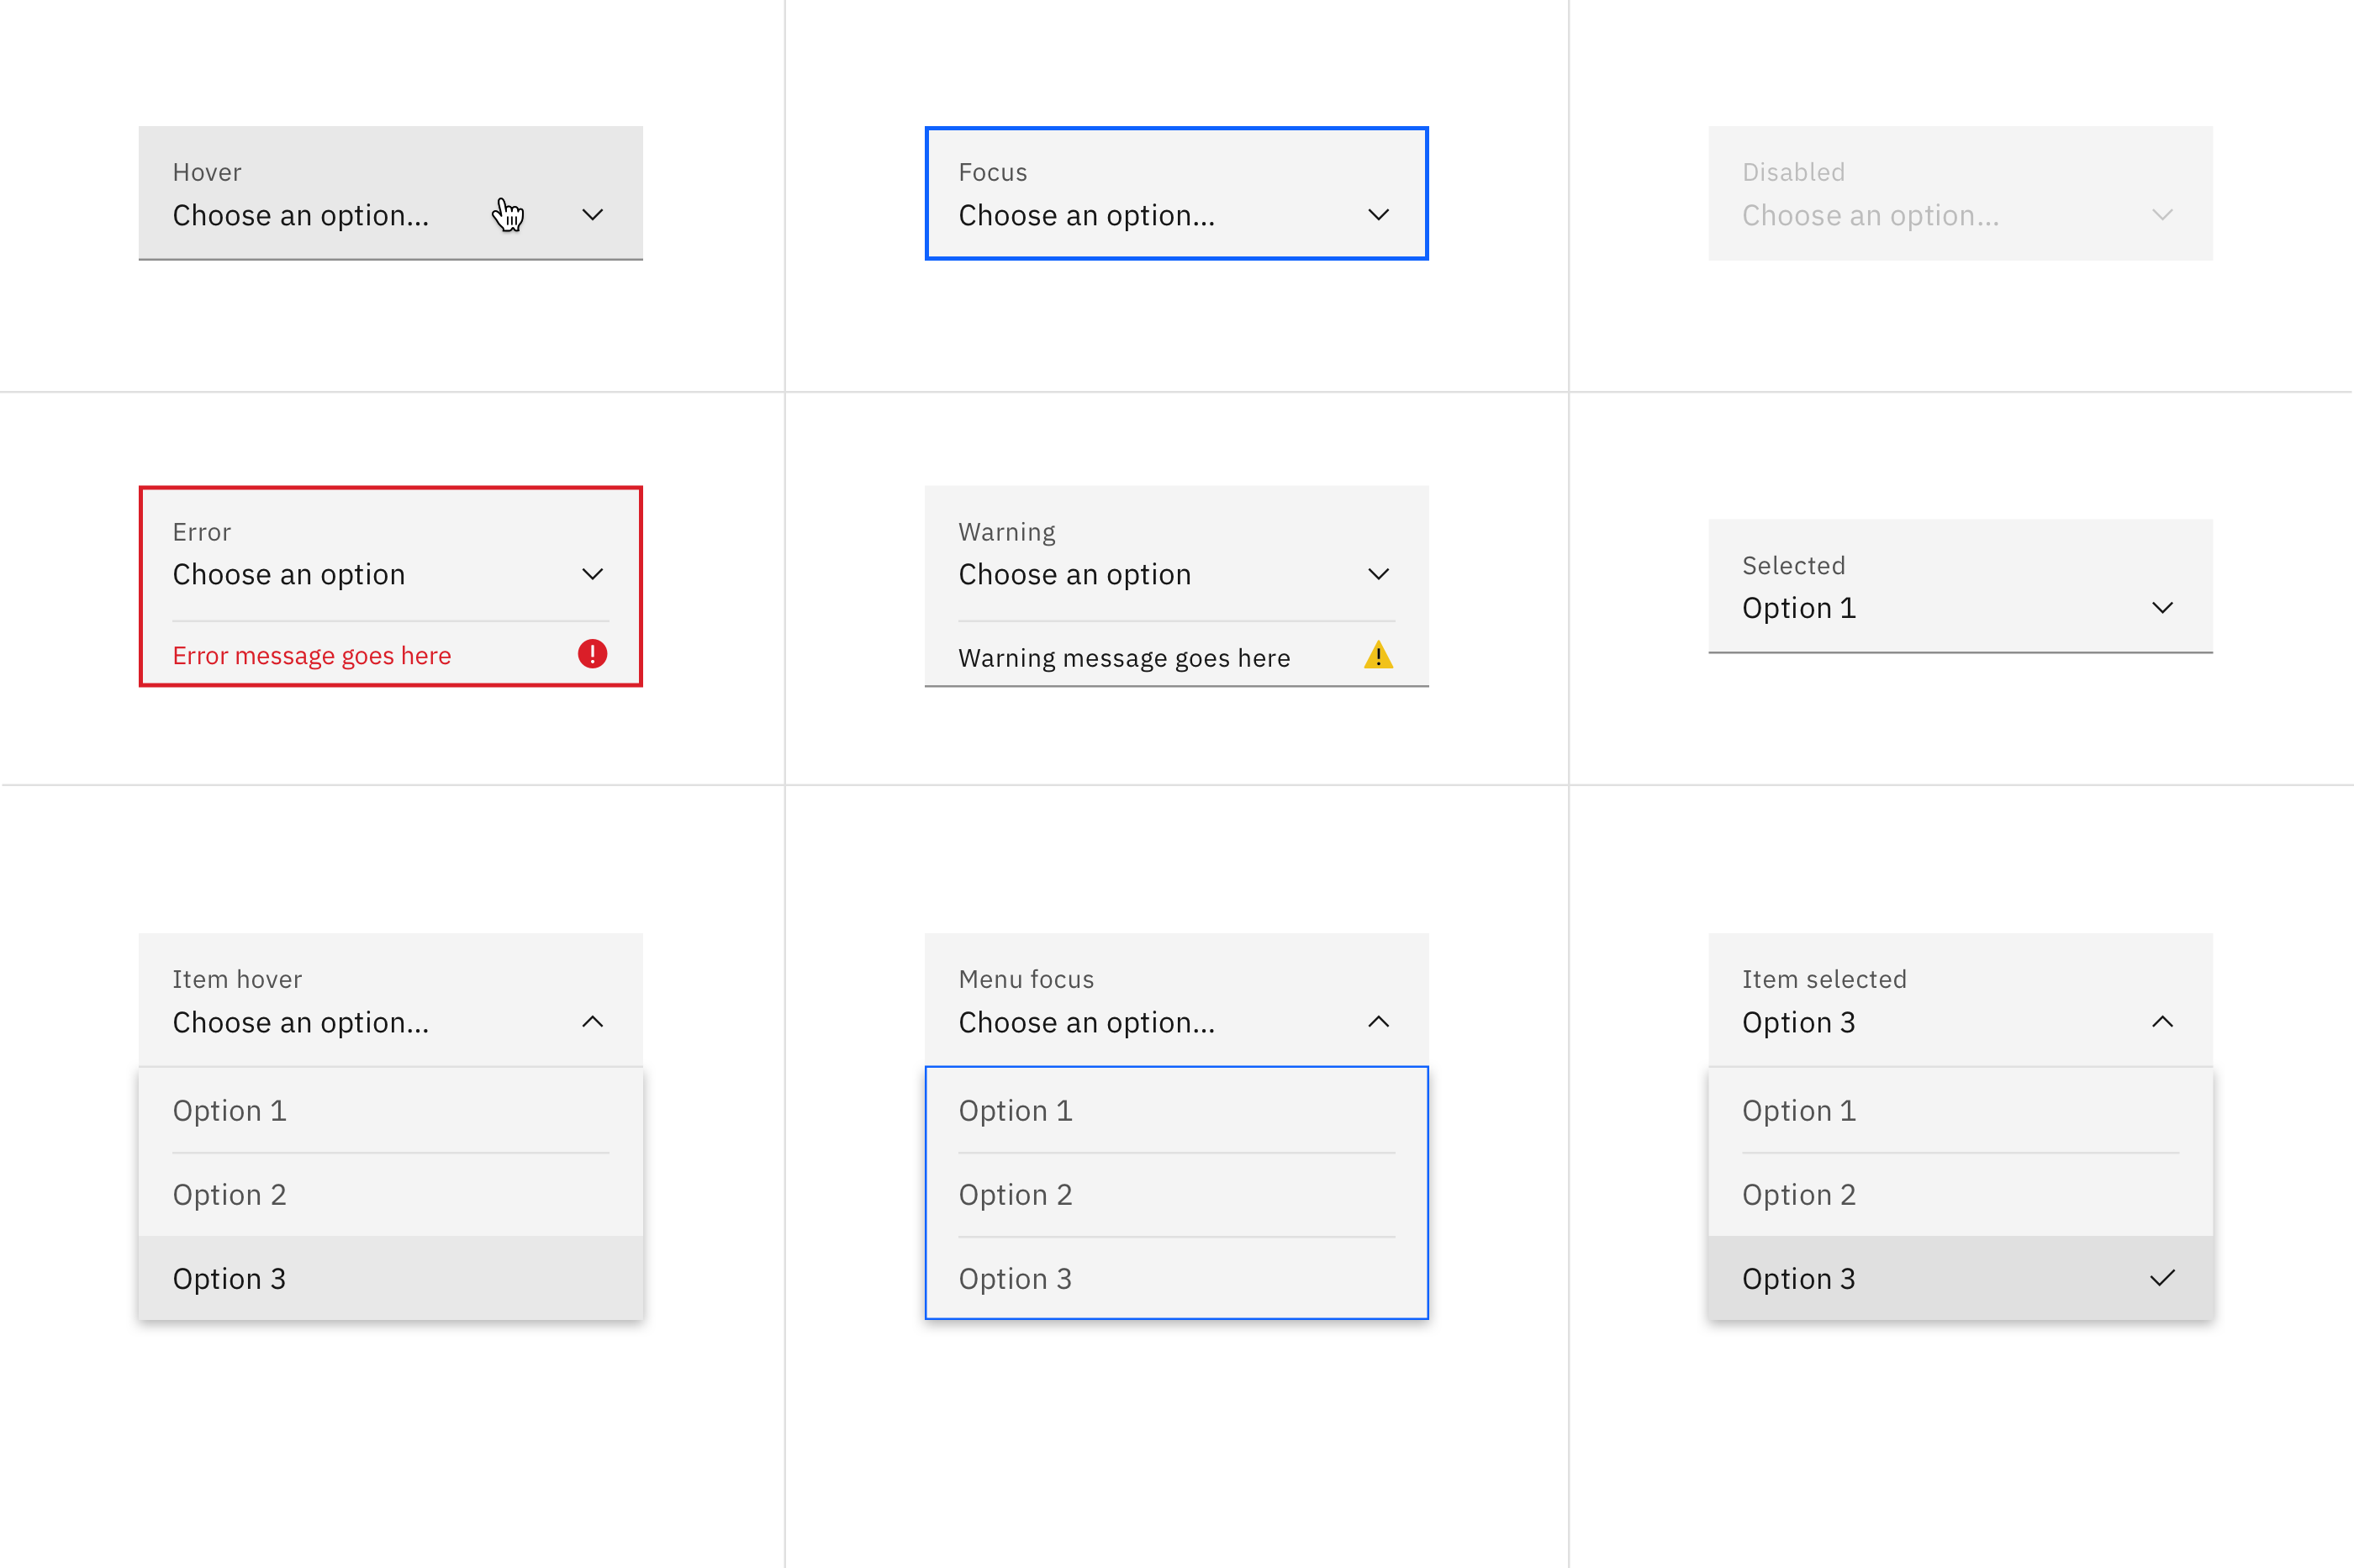 Hover
Choose an option...
Focus
Choose an option...
Disabled
Choose an option...
Error
Choose an option
Error message goes here
Warning
Choose an option
Warning message goes here
Selected
Option 1
Item hover
Choose an option...
Option 1
Option 2
Option 3
Menu focus
Choose an option...
Option 1
Option 2
Option 3
Item selected
Option 3
Option 1
Option 2
Option 3